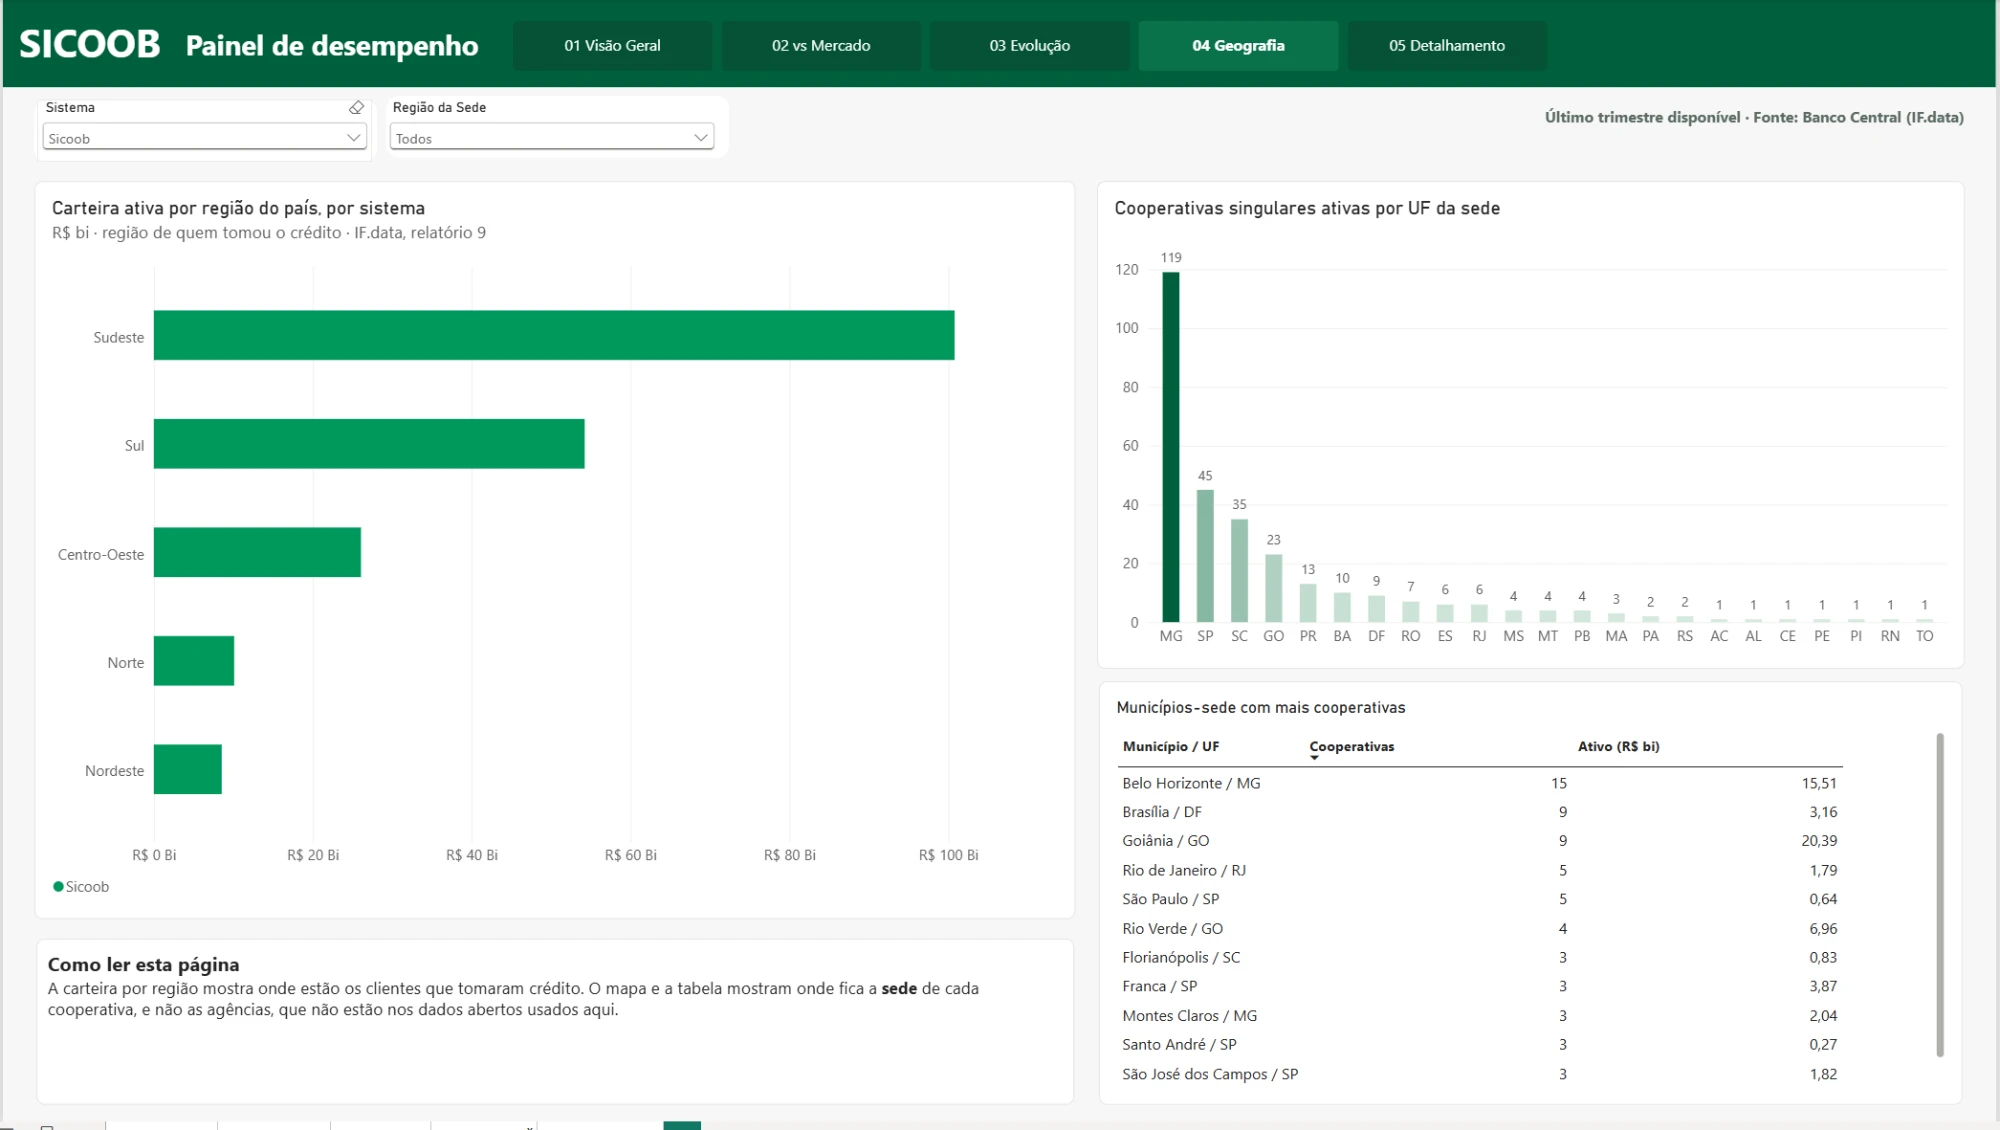 SICOOB Painel de desempenho
01 Visão Geral
02 vs Mercado
03 Evolução
04 Geografia
05 Detalhamento
Sistema
Sicoob
Região da Sede
Todos
Último trimestre disponível · Fonte: Banco Central (IF.data)
Carteira ativa por região do país, por sistema
R$ bi · região de quem tomou o crédito · IF.data, relatório 9
Sudeste
Sul
Centro-Oeste
Norte
Nordeste
R$ 0 Bi R$ 20 Bi R$ 40 Bi R$ 60 Bi R$ 80 Bi R$ 100 Bi
Sicoob
Como ler esta página
A carteira por região mostra onde estão os clientes que tomaram crédito. O mapa e a tabela mostram onde fica a sede de cada
cooperativa, e não as agências, que não estão nos dados abertos usados aqui.
Cooperativas singulares ativas por UF da sede
120
100
80
60
40
20
0
119 45 35 23 13 10 9 7 6 6 4 4 4 3 2 2 1 1 1 1 1 1 1
MG SP SC GO PR BA DF RO ES RJ MS MT PB MA PA RS AC AL CE PE PI RN TO
Municípios-sede com mais cooperativas
Município / UF Cooperativas Ativo (R$ bi)
Belo Horizonte / MG 15 15,51
Brasília / DF 9 3,16
Goiânia / GO 9 20,39
Rio de Janeiro / RJ 5 1,79
São Paulo / SP 5 0,64
Rio Verde / GO 4 6,96
Florianópolis / SC 3 0,83
Franca / SP 3 3,87
Montes Claros / MG 3 2,04
Santo André / SP 3 0,27
São José dos Campos / SP 3 1,82